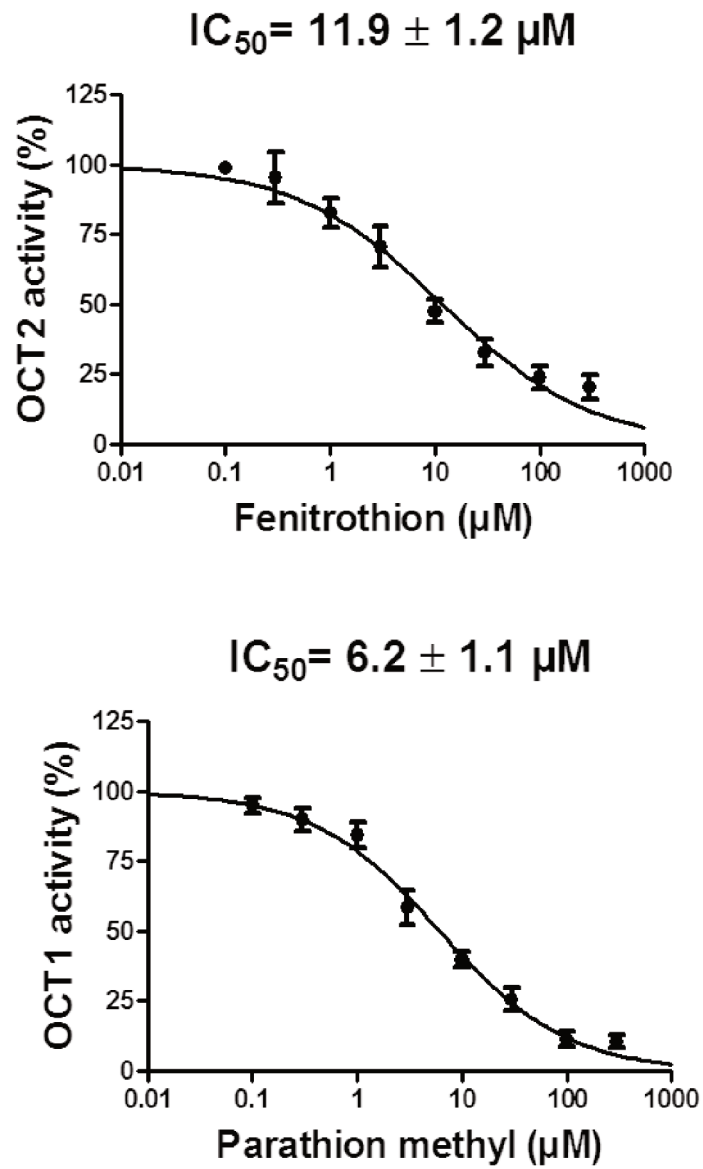 IC50= 11.9 ± 1.2 µM
125
100
75
50
25
0
OCT2 activity (%)
0.01 0.1 1 10 100 1000
Fenitrothion (µM)
IC50= 6.2 ± 1.1 µM
125
100
75
50
25
0
OCT1 activity (%)
0.01 0.1 1 10 100 1000
Parathion methyl (µM)